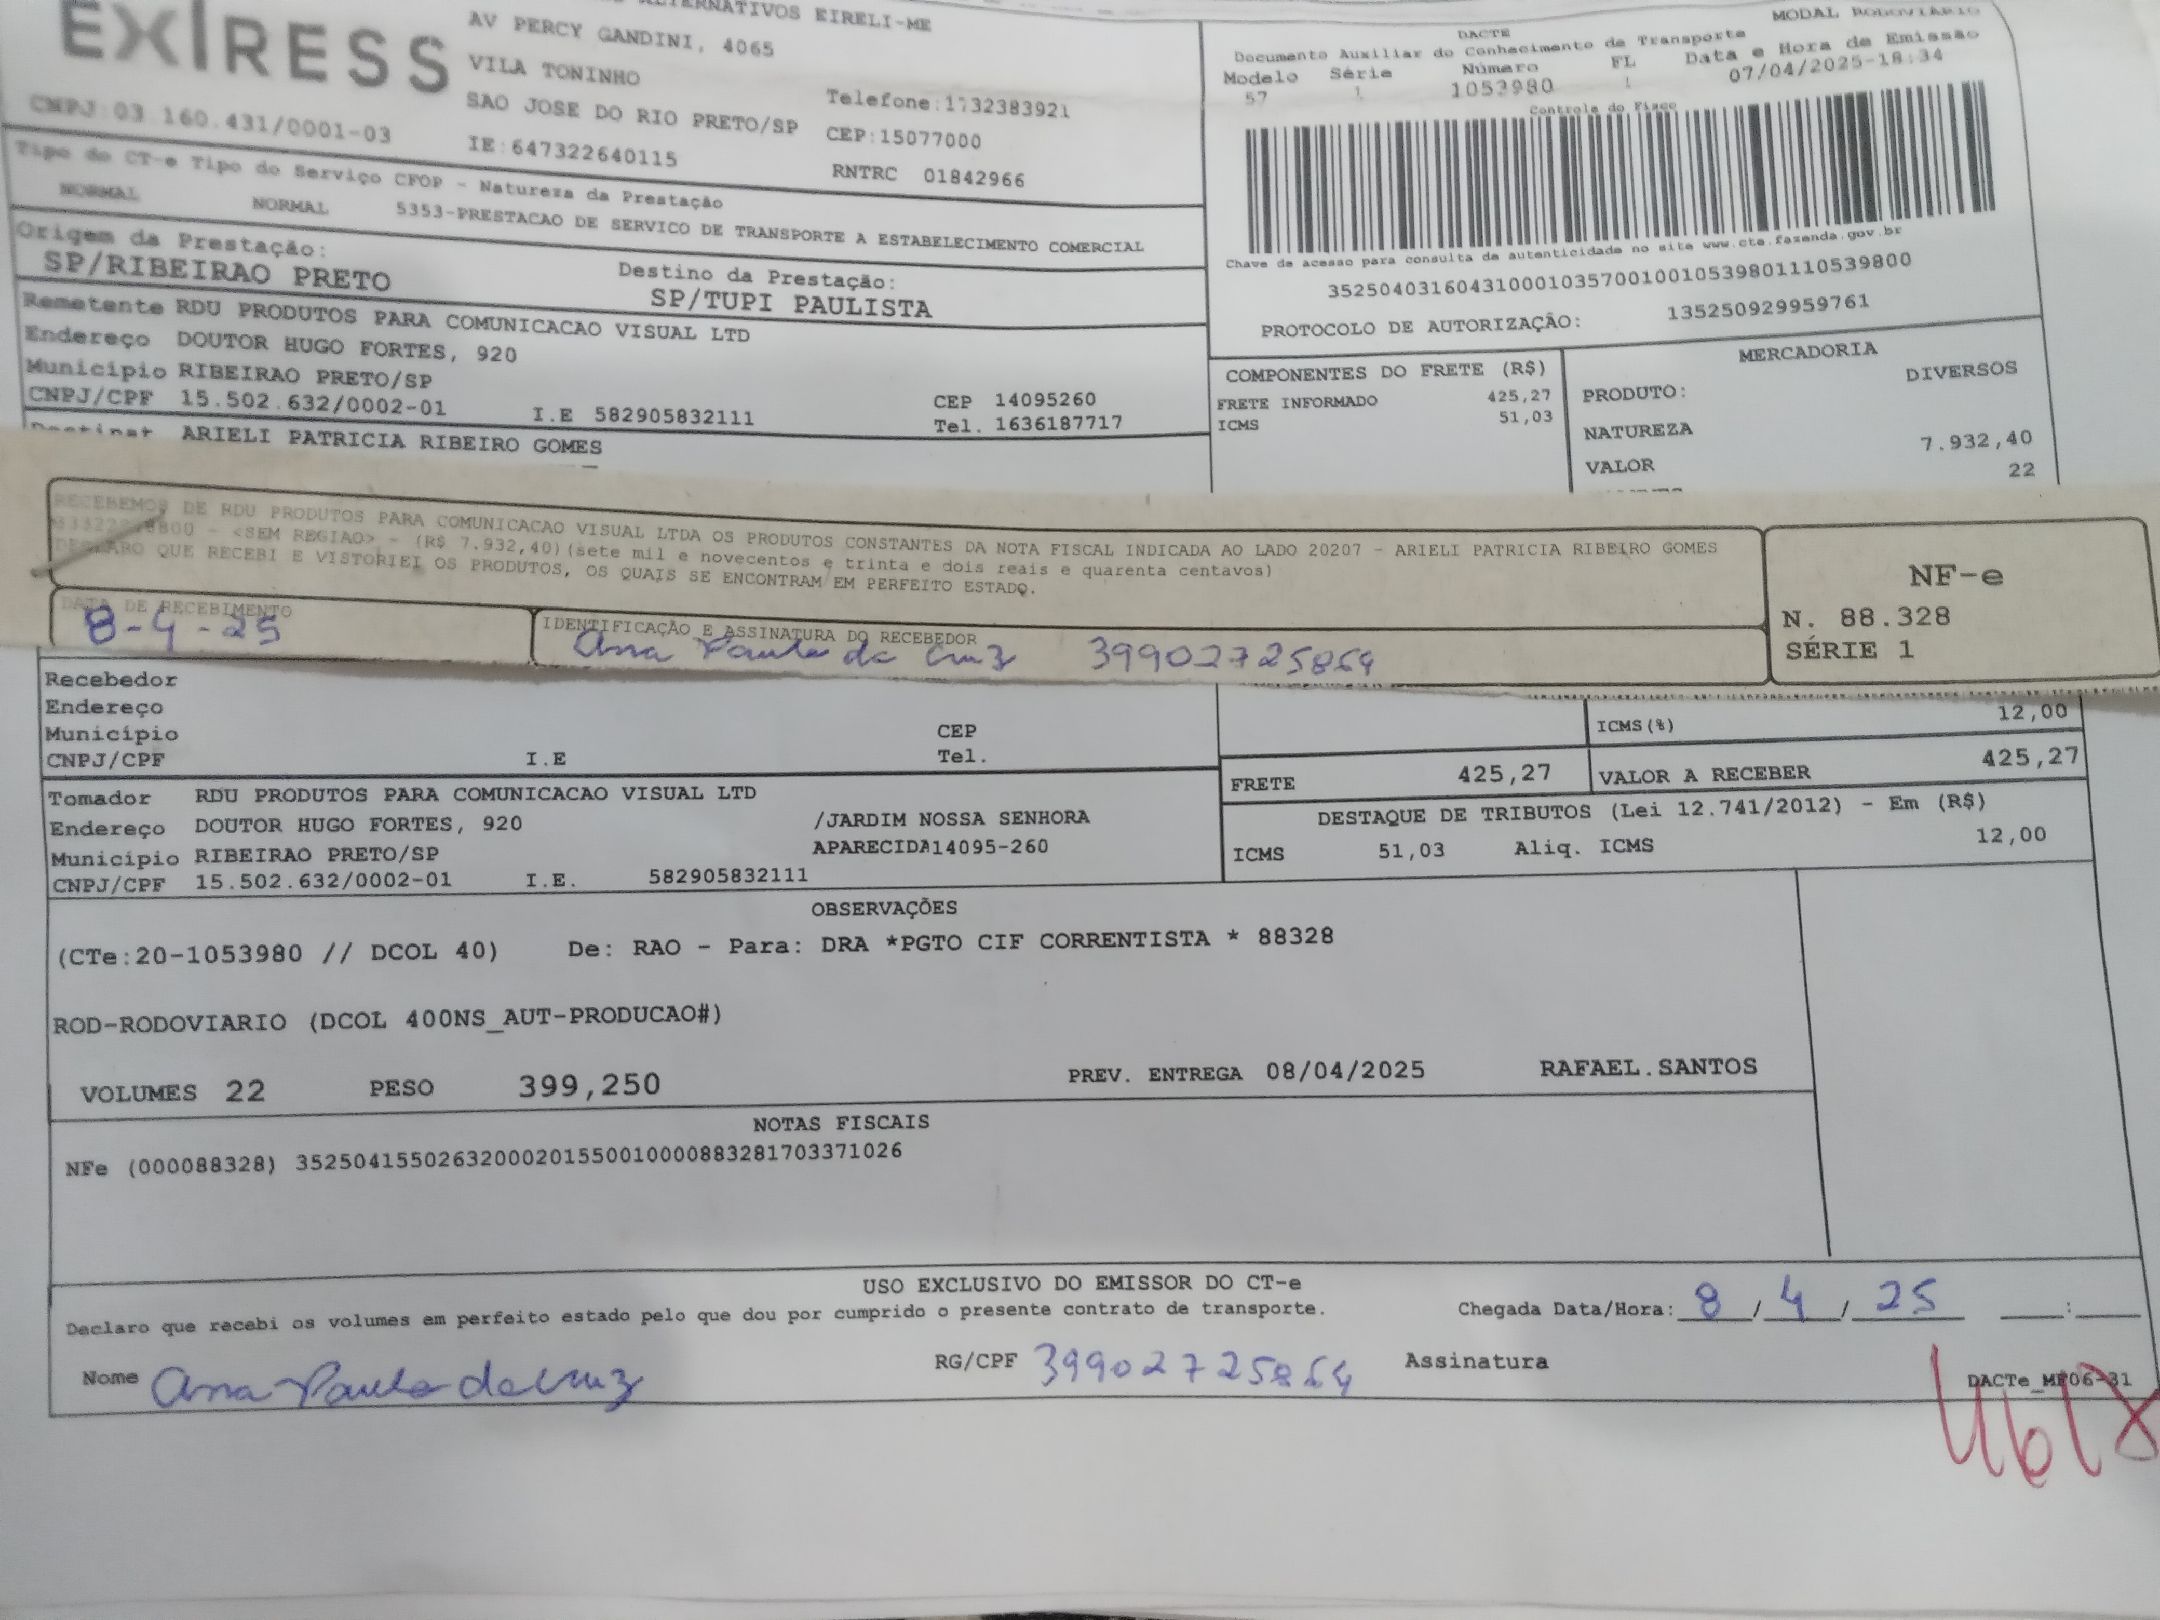 EXIRESS
ALTERNATIVOS EIRELI-ME
AV PERCY GANDINI, 4065
VILA TONINHO
SAO JOSE DO RIO PRETO/SP
Telefone:1732383921
CEP:15077000
CNPJ:03.160.431/0001-03
IE:647322640115
RNTRC 01842966
MODAL RODOVIARIO
DACTE
Documento Auxiliar do Conhecimento de Transporte
Modelo Série Número FL Data e Hora de Emissão
57 1 1053980 1 07/04/2025-18:34
Controle do Fisco
Chave de acesso para consulta de autenticidade no site www.cte.fazenda.gov.br
35250403160431000103570010010539801110539800
PROTOCOLO DE AUTORIZAÇÃO: 135250929959761
Tipo do CT-e Tipo do Serviço CFOP - Natureza da Prestação
NORMAL NORMAL 5353-PRESTACAO DE SERVICO DE TRANSPORTE A ESTABELECIMENTO COMERCIAL
Origem da Prestação: Destino da Prestação:
SP/RIBEIRAO PRETO SP/TUPI PAULISTA
Remetente RDU PRODUTOS PARA COMUNICACAO VISUAL LTD
Endereço DOUTOR HUGO FORTES, 920
Município RIBEIRAO PRETO/SP CEP 14095260
CNPJ/CPF 15.502.632/0002-01 I.E 582905832111 Tel. 1636187717
Destinat ARIELI PATRICIA RIBEIRO GOMES
COMPONENTES DO FRETE (R$)
FRETE INFORMADO 425,27
ICMS 51,03
MERCADORIA
PRODUTO: DIVERSOS
NATUREZA
VALOR 7.932,40
22
RECEBEMOS DE RDU PRODUTOS PARA COMUNICACAO VISUAL LTDA OS PRODUTOS CONSTANTES DA NOTA FISCAL INDICADA AO LADO 20207 - ARIELI PATRICIA RIBEIRO GOMES
- <SEM REGIAO> - (R$ 7.932,40) (sete mil e novecentos e trinta e dois reais e quarenta centavos)
DECLARO QUE RECEBI E VISTORIEI OS PRODUTOS, OS QUAIS SE ENCONTRAM EM PERFEITO ESTADO.
DATA DE RECEBIMENTO
8-4-25
IDENTIFICAÇÃO E ASSINATURA DO RECEBEDOR
Ana Paula da Cruz 39902725864
NF-e
N. 88.328
SÉRIE 1
Recebedor
Endereço
Município CEP
CNPJ/CPF I.E Tel.
ICMS(%) 12,00
FRETE 425,27 VALOR A RECEBER 425,27
Tomador RDU PRODUTOS PARA COMUNICACAO VISUAL LTD
Endereço DOUTOR HUGO FORTES, 920 /JARDIM NOSSA SENHORA
Município RIBEIRAO PRETO/SP APARECIDA14095-260
CNPJ/CPF 15.502.632/0002-01 I.E. 582905832111
DESTAQUE DE TRIBUTOS (Lei 12.741/2012) - Em (R$)
ICMS 51,03 Aliq. ICMS 12,00
OBSERVAÇÕES
(CTe:20-1053980 // DCOL 40) De: RAO - Para: DRA *PGTO CIF CORRENTISTA * 88328
ROD-RODOVIARIO (DCOL 400NS_AUT-PRODUCAO#)
VOLUMES 22 PESO 399,250 PREV. ENTREGA 08/04/2025 RAFAEL.SANTOS
NOTAS FISCAIS
NFe (000088328) 35250415502632000201550010000883281703371026
USO EXCLUSIVO DO EMISSOR DO CT-e
Declaro que recebi os volumes em perfeito estado pelo que dou por cumprido o presente contrato de transporte.
Chegada Data/Hora: 8 / 4 / 25 :
Nome Ana Paula da Cruz RG/CPF 39902725864 Assinatura
DACTe_MF06-31